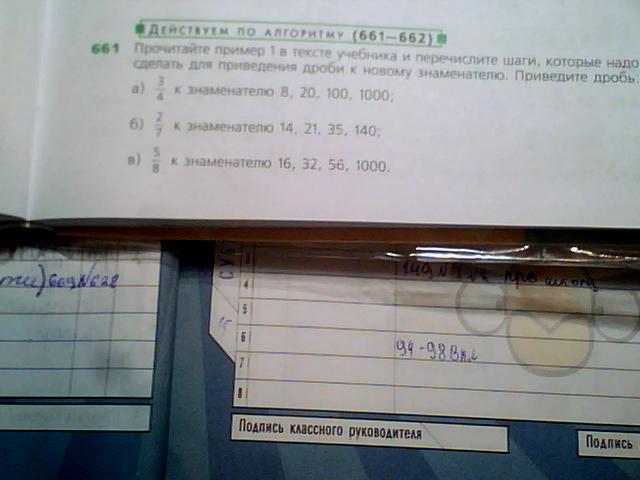 ДЕЙСТВУЕМ ПО АЛГОРИТМУ (661—662)
661 Прочитайте пример 1 в тексте учебника и перечислите шаги, которые надо
сделать для приведения дроби к новому знаменателю. Приведите дробь:
а) 3/4 к знаменателю 8, 20, 100, 1000;
б) 2/7 к знаменателю 14, 21, 35, 140;
в) 5/8 к знаменателю 16, 32, 56, 1000.
СУБ
3
4
5
6
7
8
94-98
Подпись классного руководителя
Подпись